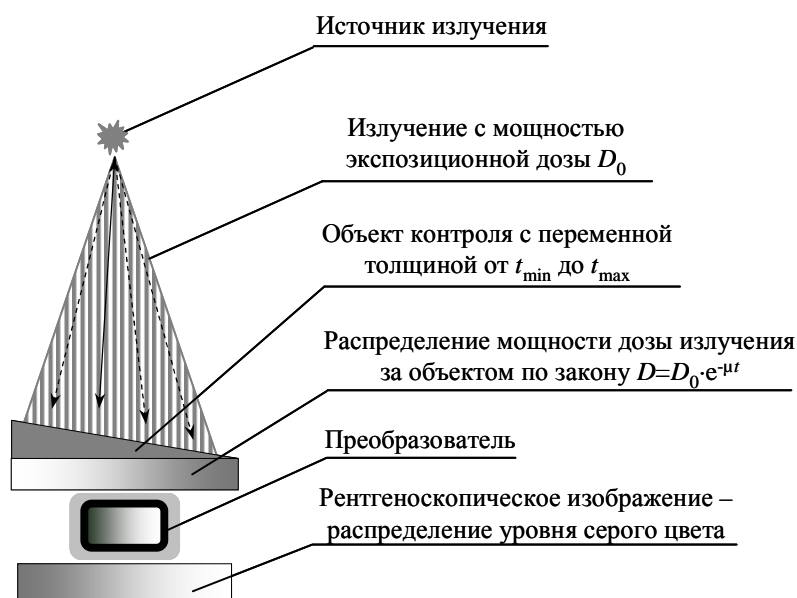 Источник излучения
Излучение с мощностью
экспозиционной дозы D₀
Объект контроля с переменной
толщиной от tmin до tmax
Распределение мощности дозы излучения
за объектом по закону D=D₀·e⁻ᵘᵗ
Преобразователь
Рентгеноскопическое изображение –
распределение уровня серого цвета